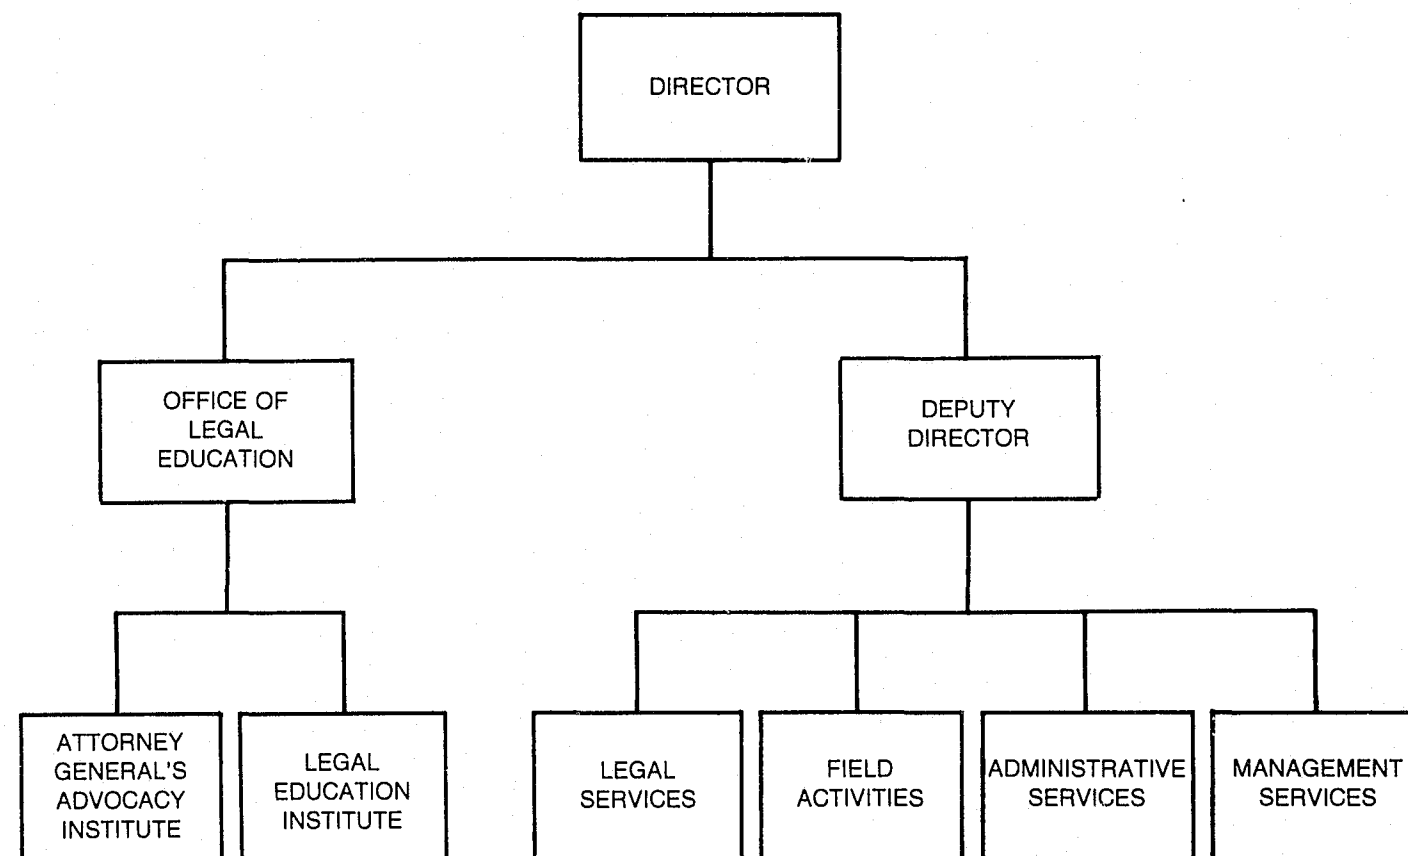 DIRECTOR
OFFICE OF
LEGAL
EDUCATION
DEPUTY
DIRECTOR
ATTORNEY
GENERAL'S
ADVOCACY
INSTITUTE
LEGAL
EDUCATION
INSTITUTE
LEGAL
SERVICES
FIELD
ACTIVITIES
ADMINISTRATIVE
SERVICES
MANAGEMENT
SERVICES